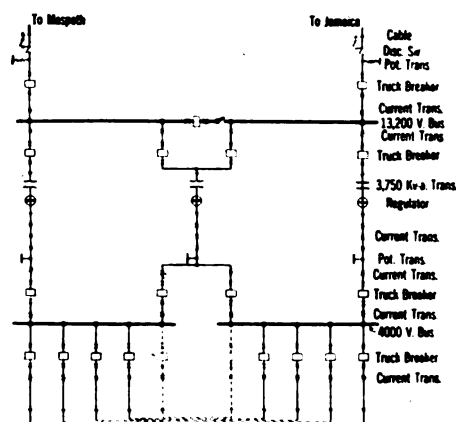 To Maspeth
To Jamaica
Cable
Disc. Sw
Pot. Trans
Truck Breaker
Current Trans.
13,200 V. Bus
Current Trans
Truck Breaker
3,750 Kv-a. Trans.
Regulator
Current Trans.
Pot. Trans
Current Trans.
Truck Breaker
Current Trans.
4000 V. Bus
Truck Breaker
Current Trans.